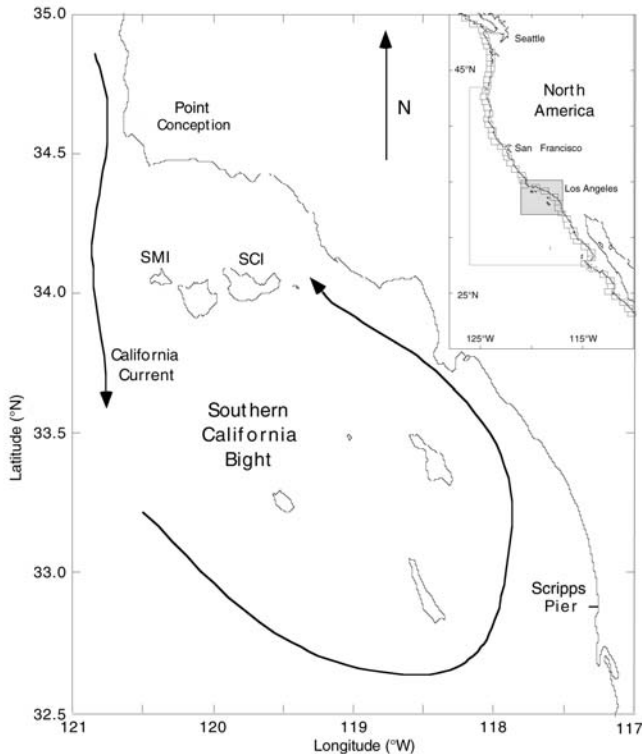 35.0
34.5
34.0
33.5
33.0
32.5
Latitude (°N)
121
120
119
118
117
Longitude (°W)
Point
Conception
N
SMI
SCI
California
Current
Southern
California
Bight
Scripps
Pier
Seattle
45°N
North
America
San Francisco
Los Angeles
25°N
125°W
115°W